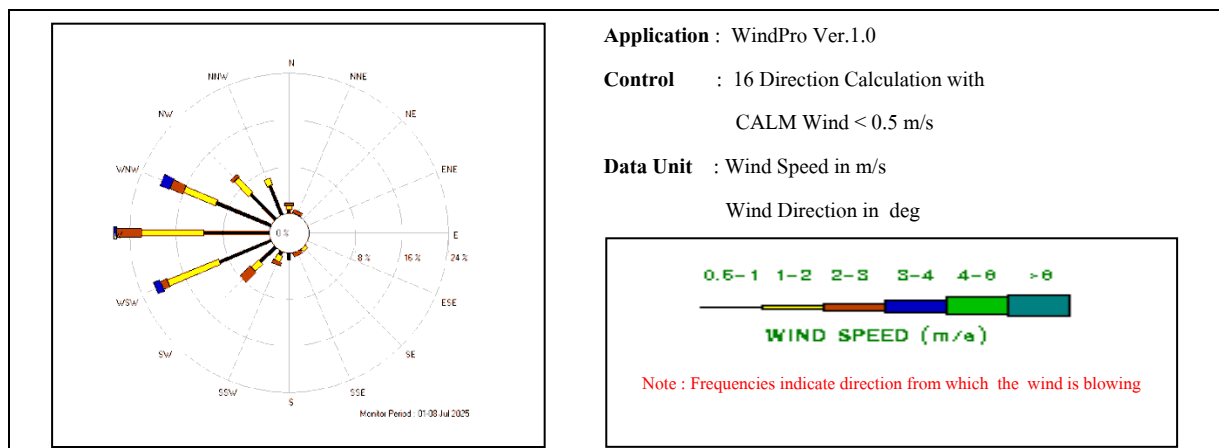 N
NNE
NE
ENE
E
ESE
SE
SSE
S
SSW
SW
WSW
WNW
NW
NNW
0 %
8 %
16 %
24 %
Monitor Period : 01-08 Jul 2025
Application : WindPro Ver.1.0
Control : 16 Direction Calculation with
CALM Wind < 0.5 m/s
Data Unit : Wind Speed in m/s
Wind Direction in deg
0.5-1 1-2 2-3 3-4 4-6 >6
WIND SPEED (m/s)
Note : Frequencies indicate direction from which the wind is blowing